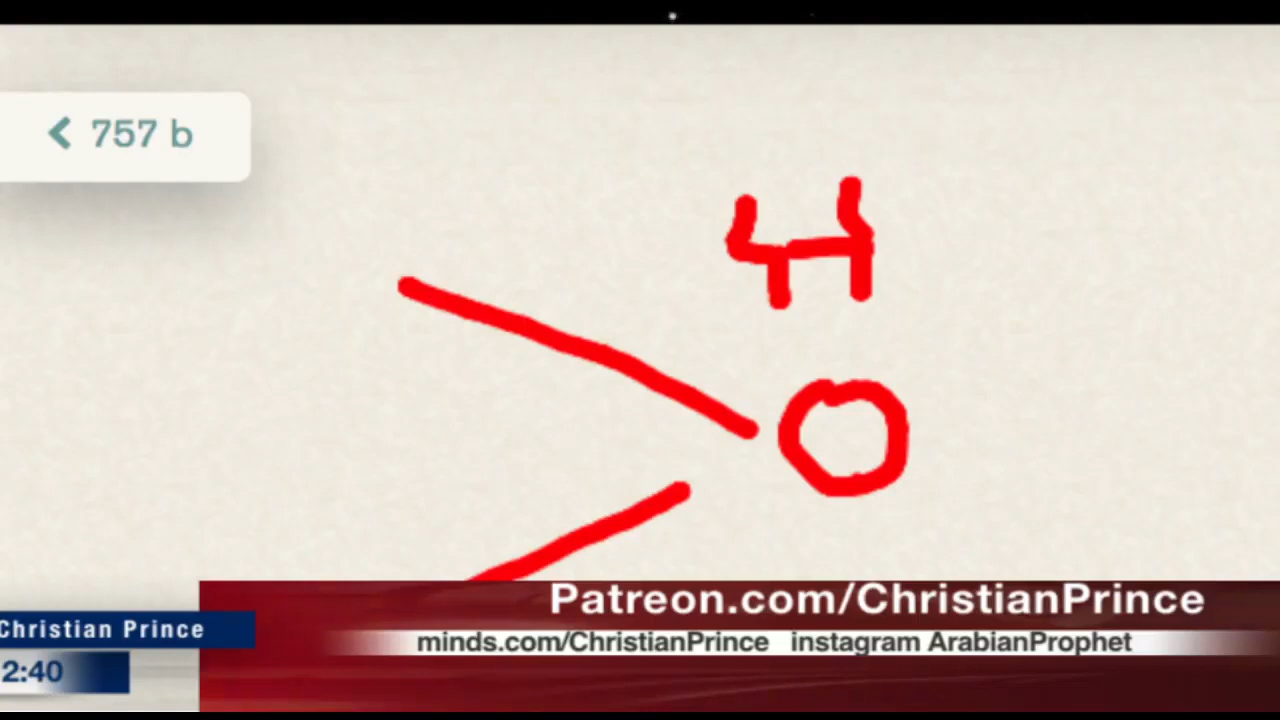 757 b
H
O
Patreon.com/ChristianPrince
Christian Prince
minds.com/ChristianPrince instagram ArabianProphet
2:40